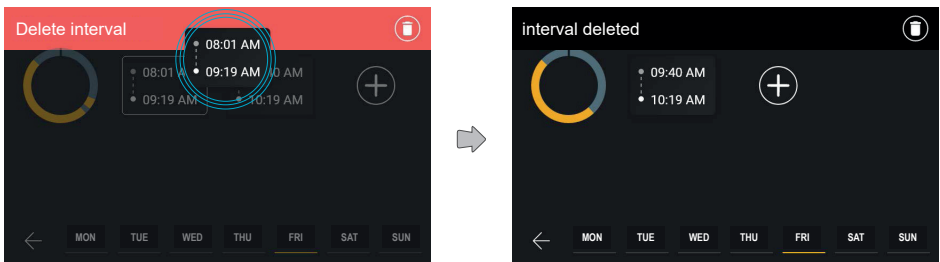 Delete interval
08:01 AM
09:19 AM
08:01 A
09:19 AM
0 AM
10:19 AM
MON TUE WED THU FRI SAT SUN
interval deleted
09:40 AM
10:19 AM
MON TUE WED THU FRI SAT SUN